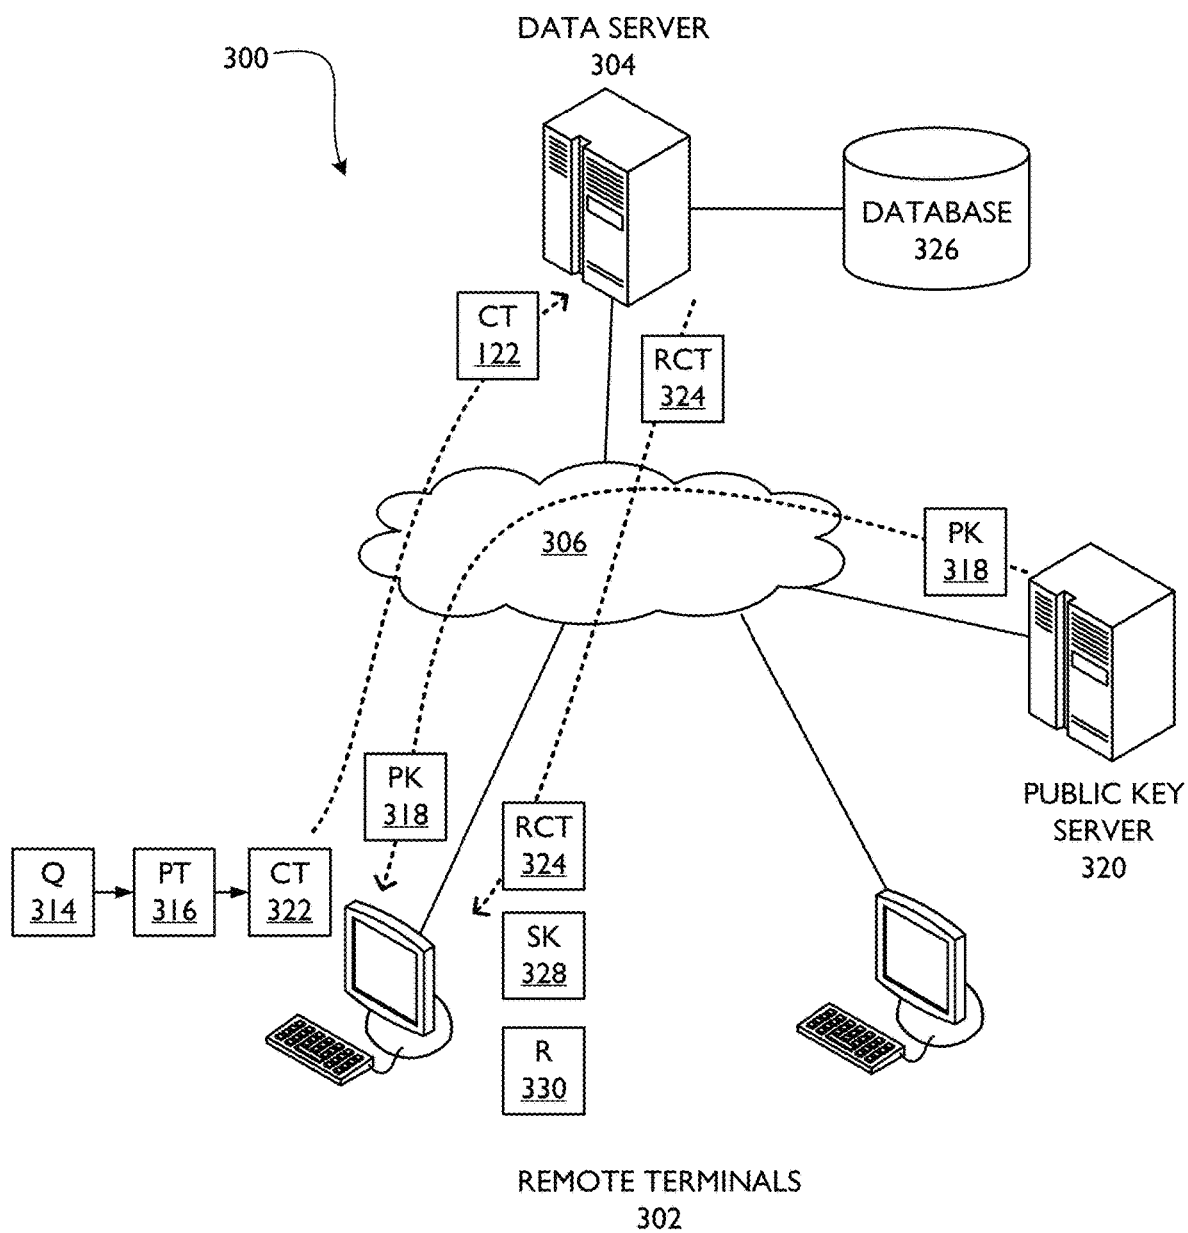 DATA SERVER
304
300
DATABASE
326
CT
122
RCT
324
306
PK
318
PK
318
PUBLIC KEY
SERVER
320
RCT
324
Q
314
PT
316
CT
322
SK
328
R
330
REMOTE TERMINALS
302